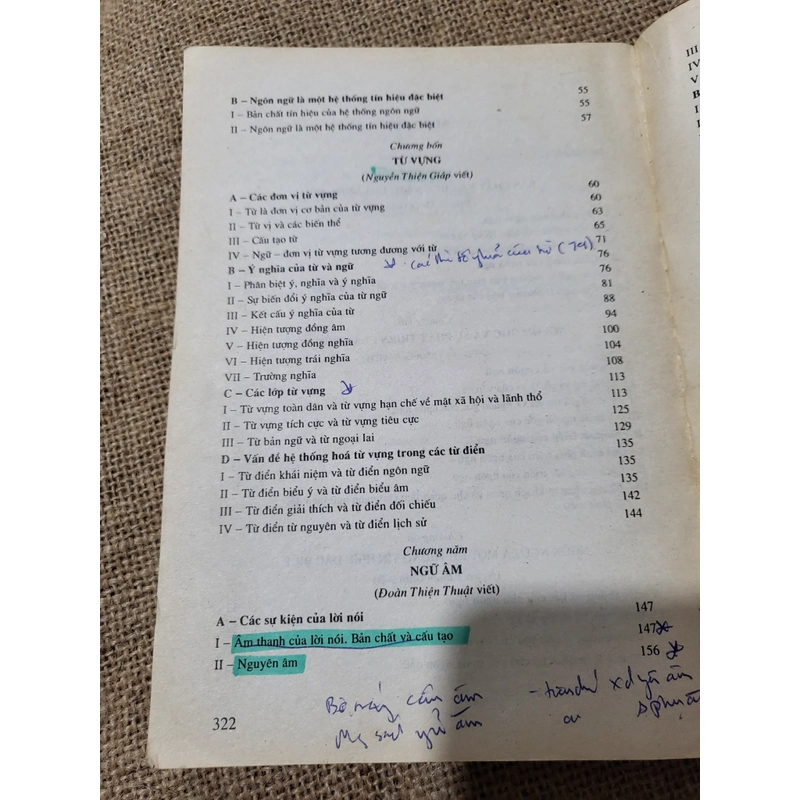 B – Ngôn ngữ là một hệ thống tín hiệu đặc biệt 55
I – Bản chất tín hiệu của hệ thống ngôn ngữ 55
II – Ngôn ngữ là một hệ thống tín hiệu đặc biệt 57
Chương bốn
TỪ VỰNG
(Nguyễn Thiện Giáp viết)
A – Các đơn vị từ vựng 60
I – Từ là đơn vị cơ bản của từ vựng 60
II – Từ vị và các biến thể 63
III – Cấu tạo từ 65
IV – Ngữ – đơn vị từ vựng tương đương với từ 71
B – Ý nghĩa của từ và ngữ 76
I – Phân biệt ý, nghĩa và ý nghĩa 76
II – Sự biến đổi ý nghĩa của từ ngữ 81
III – Kết cấu ý nghĩa của từ 88
IV – Hiện tượng đồng âm 94
V – Hiện tượng đồng nghĩa 100
VI – Hiện tượng trái nghĩa 104
VII – Trường nghĩa 108
C – Các lớp từ vựng 113
I – Từ vựng toàn dân và từ vựng hạn chế về mặt xã hội và lãnh thổ 113
II – Từ vựng tích cực và từ vựng tiêu cực 125
III – Từ bản ngữ và từ ngoại lai 129
D – Vấn đề hệ thống hoá từ vựng trong các từ điển 135
I – Từ điển khái niệm và từ điển ngôn ngữ 135
II – Từ điển biểu ý và từ điển biểu âm 135
III – Từ điển giải thích và từ điển đối chiếu 142
IV – Từ điển từ nguyên và từ điển lịch sử 144
Chương năm
NGỮ ÂM
(Đoàn Thiện Thuật viết)
A – Các sự kiện của lời nói 147
I – Âm thanh của lời nói. Bản chất và cấu tạo 147
II – Nguyên âm 156
322
III
IV
V
B
I